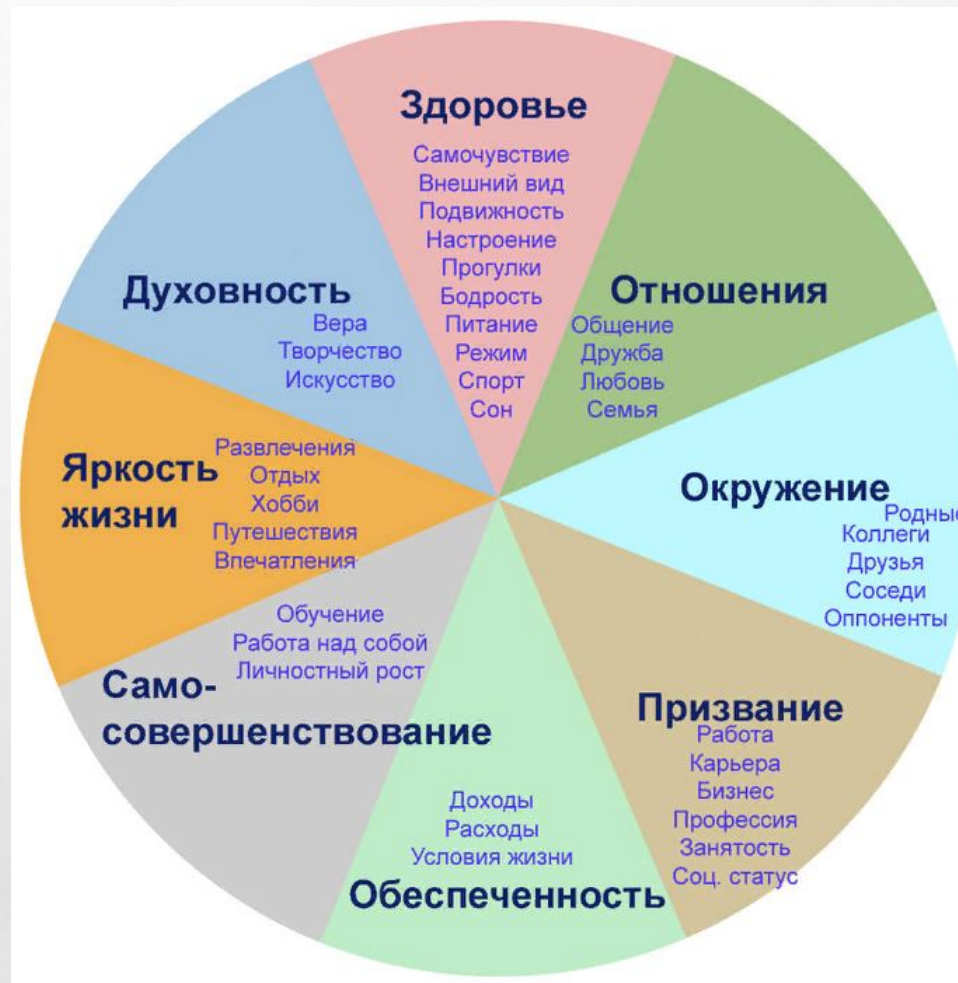 Здоровье
Самочувствие
Внешний вид
Подвижность
Настроение
Прогулки
Бодрость
Питание
Режим
Спорт
Сон
Отношения
Общение
Дружба
Любовь
Семья
Окружение
Родные
Коллеги
Друзья
Соседи
Оппоненты
Призвание
Работа
Карьера
Бизнес
Профессия
Занятость
Соц. статус
Доходы
Расходы
Условия жизни
Обеспеченность
Обучение
Работа над собой
Личностный рост
Само-
совершенствование
Яркость
жизни
Развлечения
Отдых
Хобби
Путешествия
Впечатления
Духовность
Вера
Творчество
Искусство